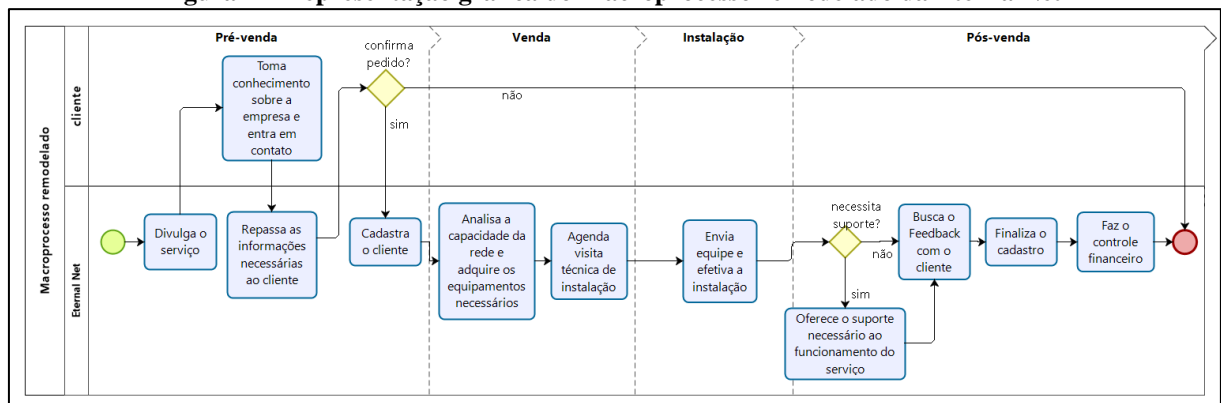 Pré-venda
Venda
Instalação
Pós-venda
Macroprocesso remodelado
cliente
Eternal Net
Toma
conhecimento
sobre a
empresa e
entra em
contato
confirma
pedido?
não
sim
Divulga o
serviço
Repassa as
informações
necessárias
ao cliente
Cadastra
o cliente
Analisa a
capacidade da
rede e
adquire os
equipamentos
necessários
Agenda
visita
técnica de
instalação
Envia
equipe e
efetiva a
instalação
necessita
suporte?
não
sim
Oferece o suporte
necessário ao
funcionamento do
serviço
Busca o
Feedback
com o
cliente
Finaliza o
cadastro
Faz o
controle
financeiro